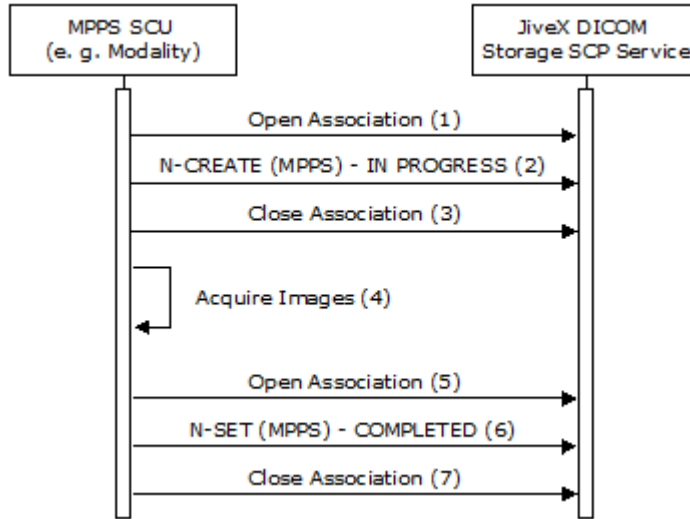 MPPS SCU
(e. g. Modality)
JiveX DICOM
Storage SCP Service
Open Association (1)
N-CREATE (MPPS) - IN PROGRESS (2)
Close Association (3)
Acquire Images (4)
Open Association (5)
N-SET (MPPS) - COMPLETED (6)
Close Association (7)